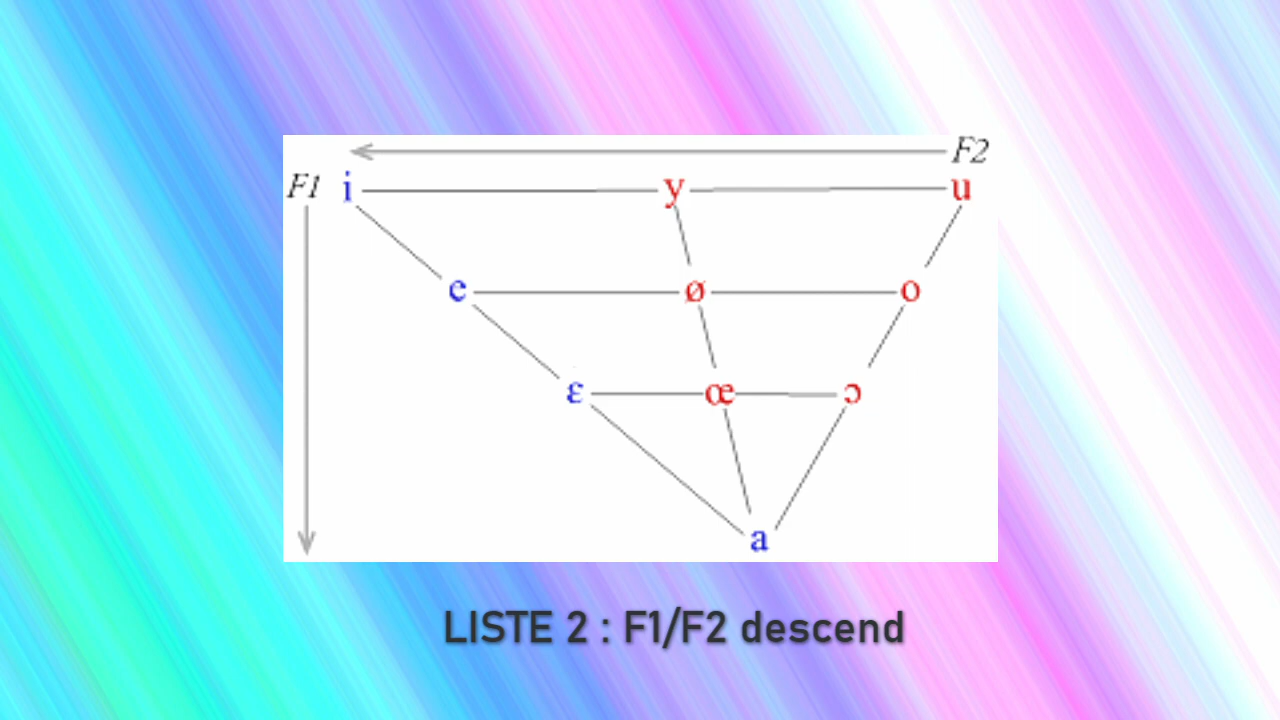 F2
F1 i y u
e ø o
ɛ œ ɔ
a
LISTE 2 : F1/F2 descend